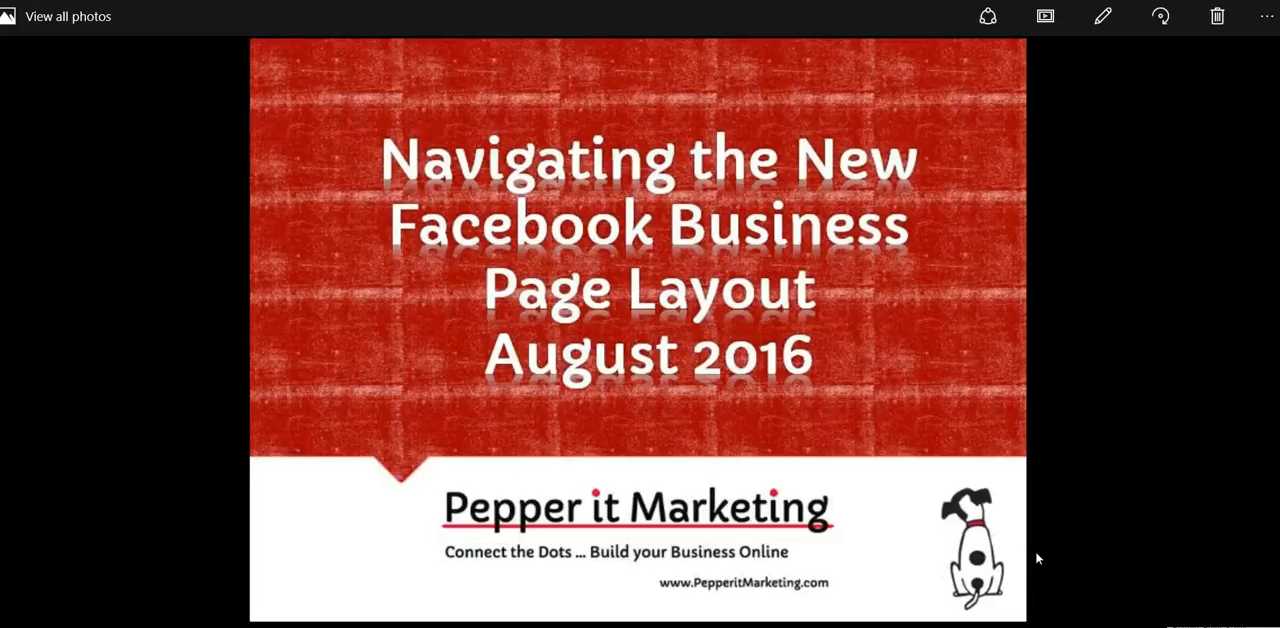 View all photos
Navigating the New
Facebook Business
Page Layout
August 2016
Pepper it Marketing
Connect the Dots ... Build your Business Online
www.PepperitMarketing.com